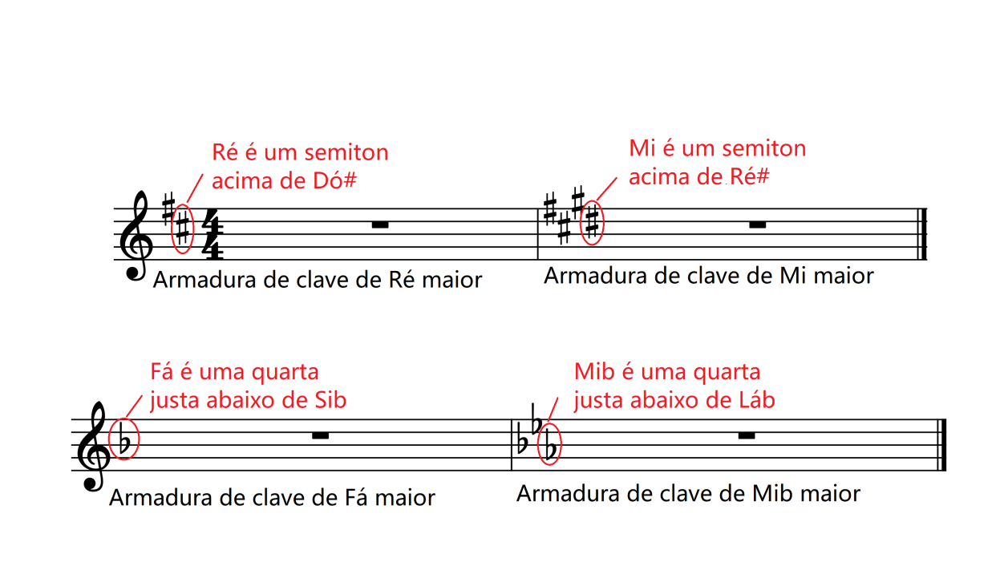 Ré é um semiton
acima de Dó#
Mi é um semiton
acima de Ré#
4
4
Armadura de clave de Ré maior
Armadura de clave de Mi maior
Fá é uma quarta
justa abaixo de Sib
Mib é uma quarta
justa abaixo de Láb
Armadura de clave de Fá maior
Armadura de clave de Mib maior